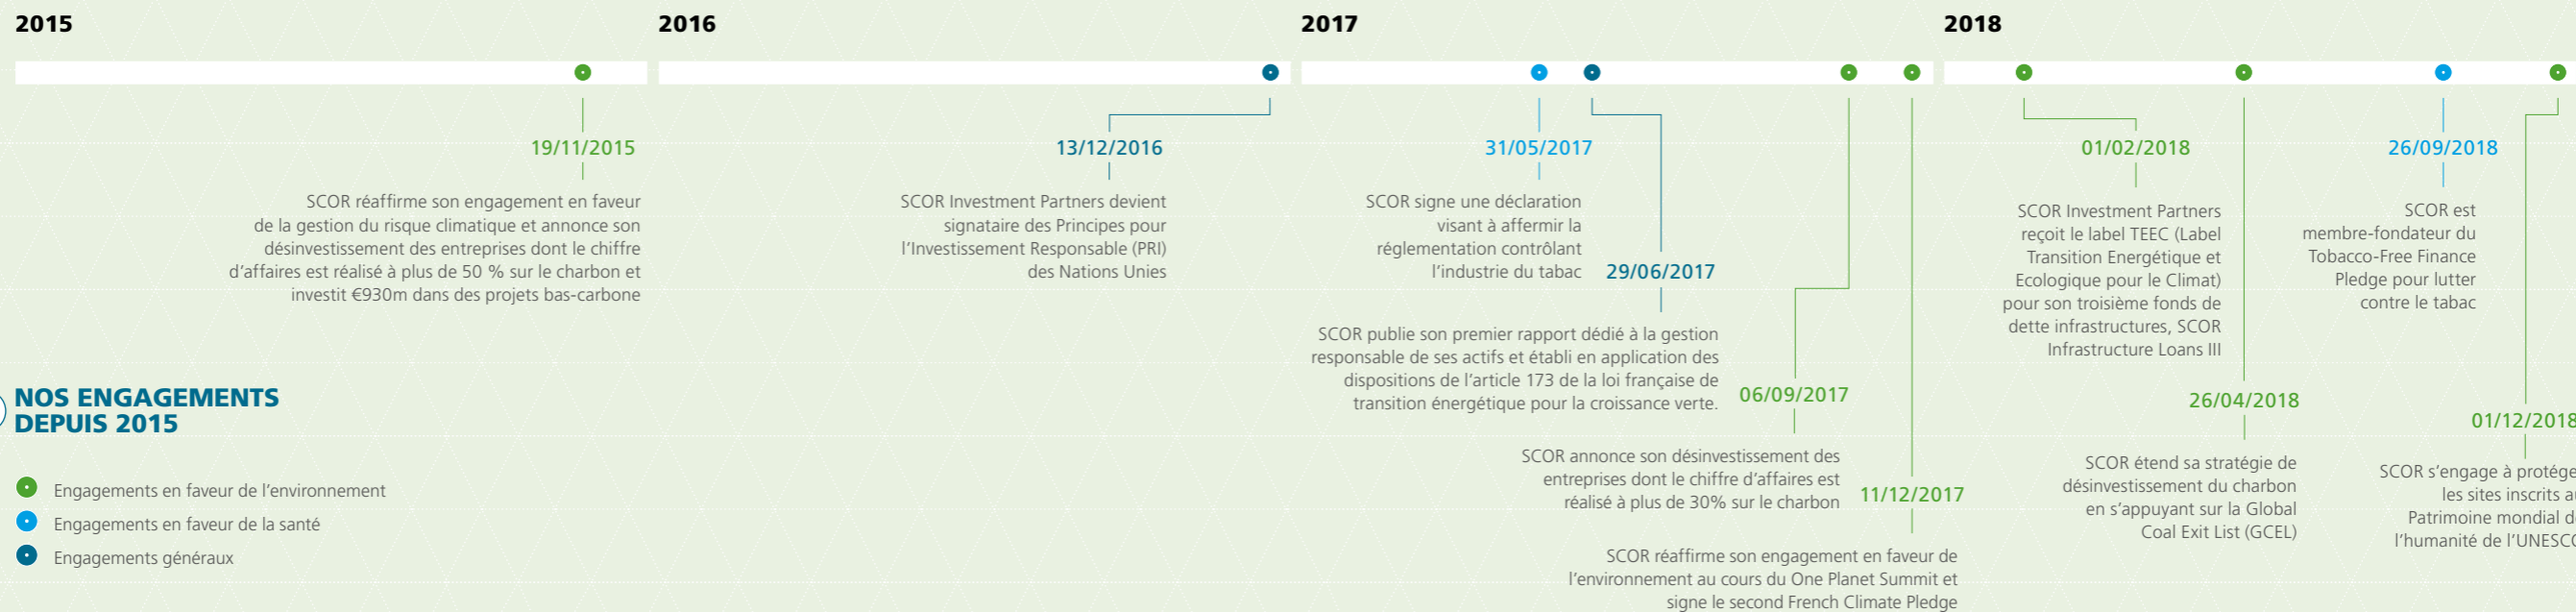 2015
2016
2017
2018
19/11/2015
SCOR réaffirme son engagement en faveur
de la gestion du risque climatique et annonce son
désinvestissement des entreprises dont le chiffre
d'affaires est réalisé à plus de 50 % sur le charbon et
investit €930m dans des projets bas-carbone
13/12/2016
SCOR Investment Partners devient
signataire des Principes pour
l'Investissement Responsable (PRI)
des Nations Unies
31/05/2017
SCOR signe une déclaration
visant à affermir la
réglementation contrôlant
l'industrie du tabac
29/06/2017
SCOR publie son premier rapport dédié à la gestion
responsable de ses actifs et établi en application des
dispositions de l'article 173 de la loi française de
transition énergétique pour la croissance verte.
06/09/2017
SCOR annonce son désinvestissement des
entreprises dont le chiffre d'affaires est
réalisé à plus de 30% sur le charbon
11/12/2017
SCOR réaffirme son engagement en faveur de
l'environnement au cours du One Planet Summit et
signe le second French Climate Pledge
01/02/2018
SCOR Investment Partners
reçoit le label TEEC (Label
Transition Energétique et
Ecologique pour le Climat)
pour son troisième fonds de
dette infrastructures, SCOR
Infrastructure Loans III
26/04/2018
SCOR étend sa stratégie de
désinvestissement du charbon
en s'appuyant sur la Global
Coal Exit List (GCEL)
26/09/2018
SCOR est
membre-fondateur du
Tobacco-Free Finance
Pledge pour lutter
contre le tabac
01/12/2018
SCOR s'engage à protége
les sites inscrits a
Patrimoine mondial d
l'humanité de l'UNESC
NOS ENGAGEMENTS
DEPUIS 2015
Engagements en faveur de l'environnement
Engagements en faveur de la santé
Engagements généraux